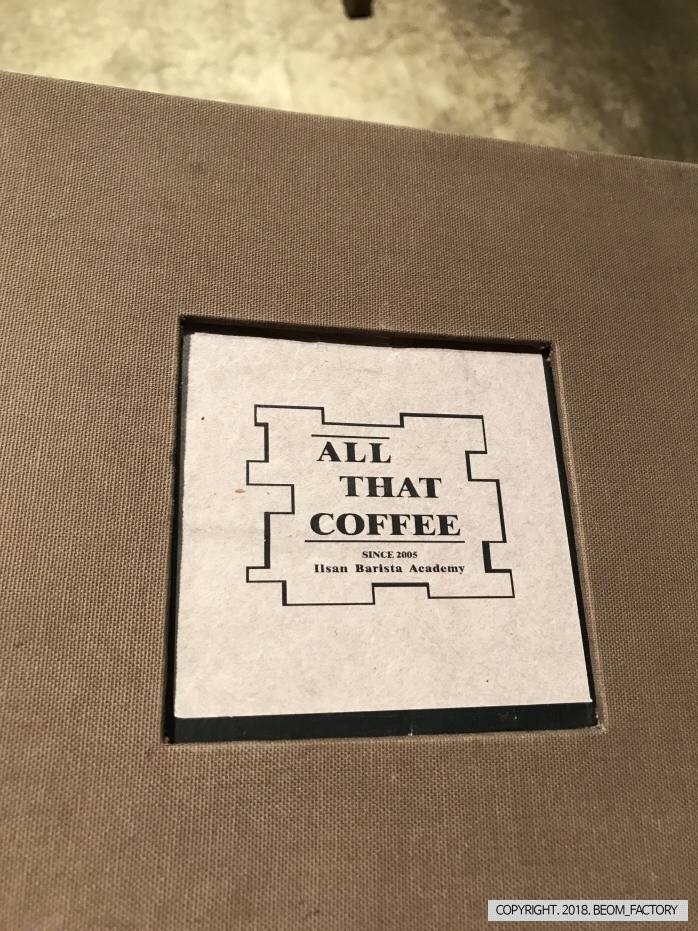 ALL
THAT
COFFEE
SINCE 2005
Ilsan Barista Academy
COPYRIGHT. 2018. BEOM_FACTORY